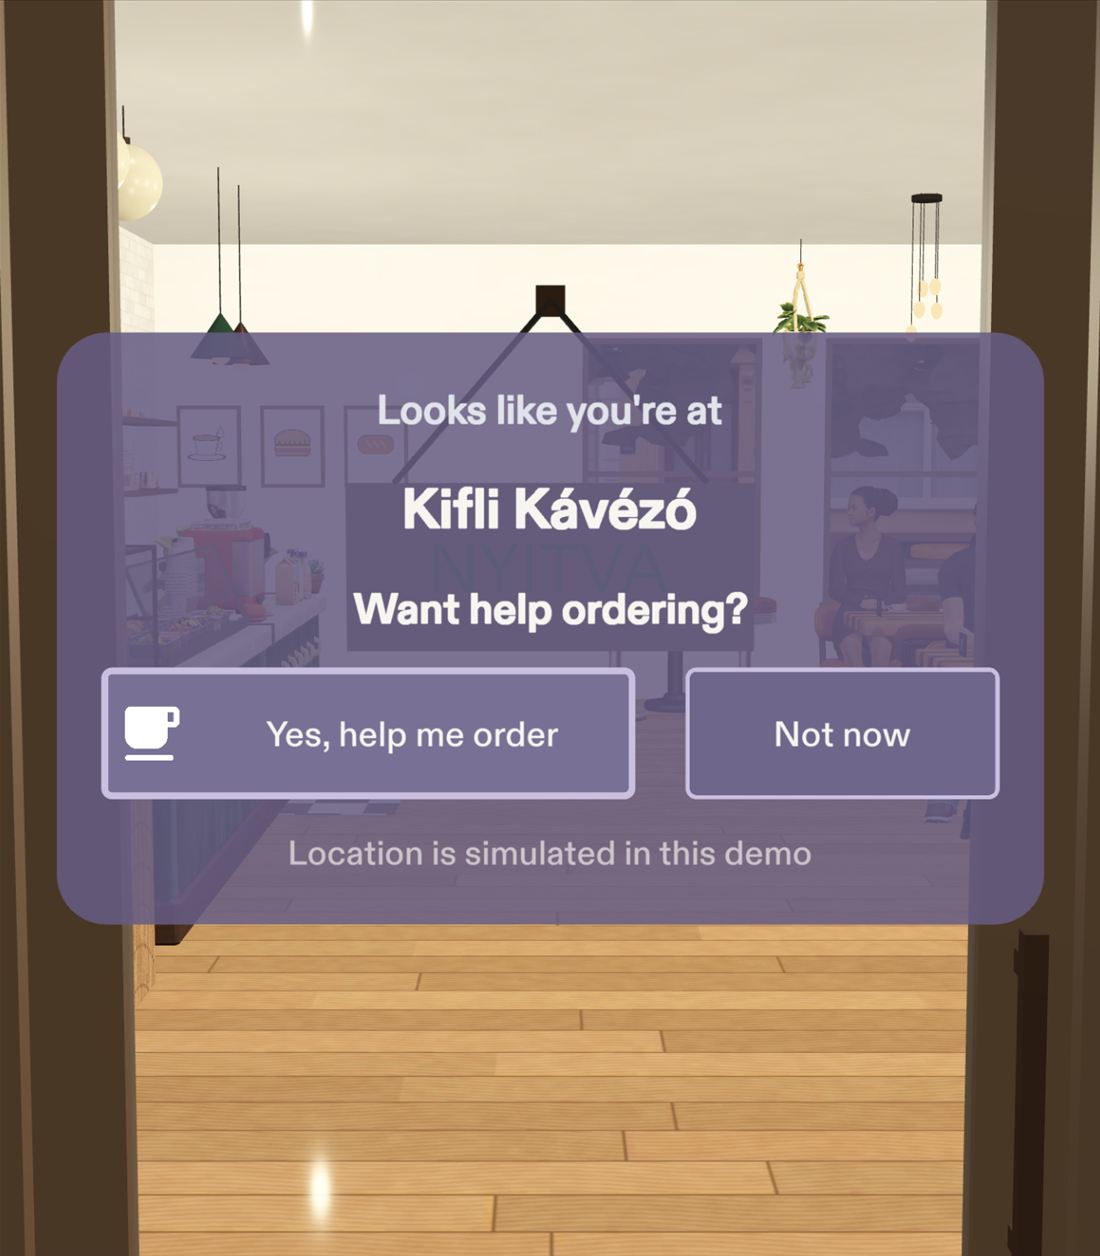 Looks like you're at
Kifli Kávézó
NYITVA
Want help ordering?
Yes, help me order
Not now
Location is simulated in this demo